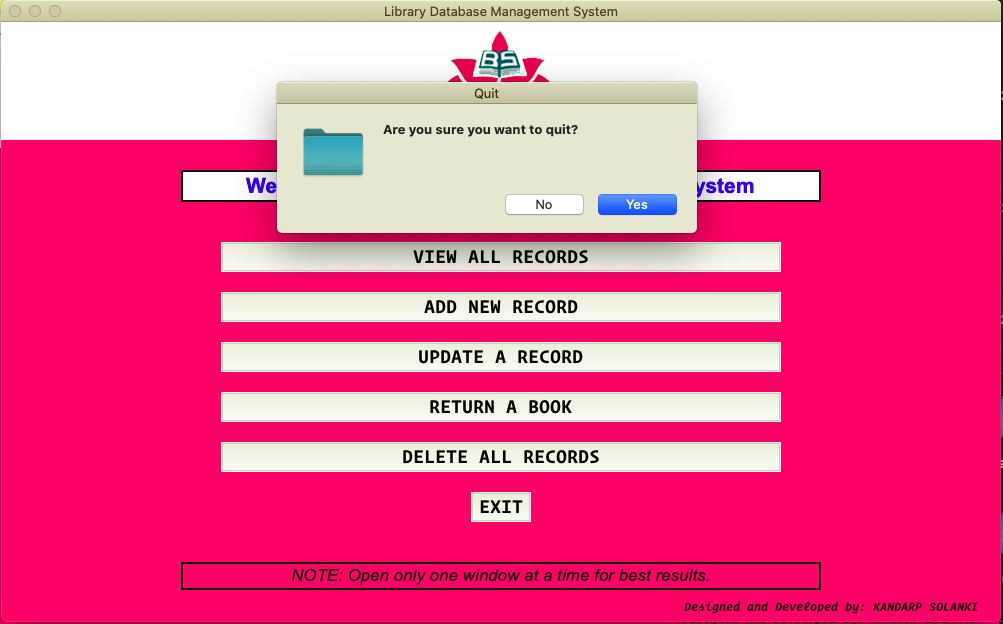 Library Database Management System
BS
Quit
Are you sure you want to quit?
No Yes
We ystem
VIEW ALL RECORDS
ADD NEW RECORD
UPDATE A RECORD
RETURN A BOOK
DELETE ALL RECORDS
EXIT
NOTE: Open only one window at a time for best results.
Designed and Developed by: KANDARP SOLANKI